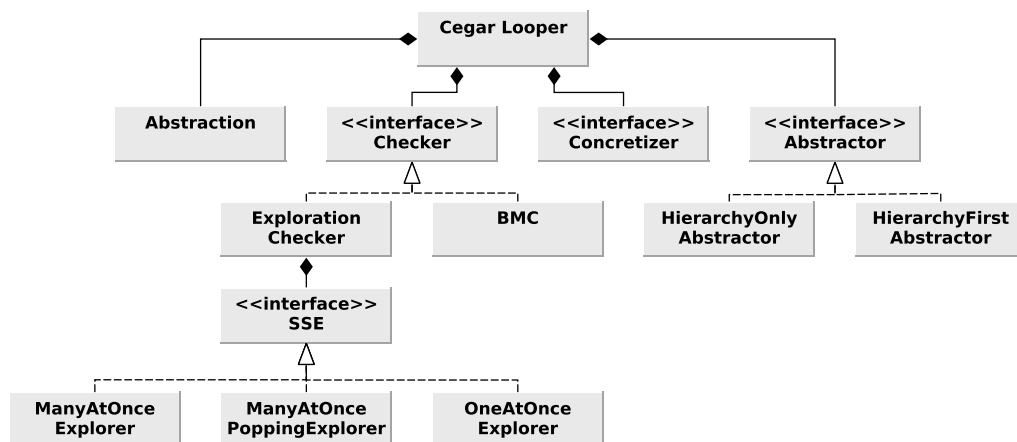 Cegar Looper
Abstraction
<<interface>>
Checker
<<interface>>
Concretizer
<<interface>>
Abstractor
Exploration
Checker
BMC
HierarchyOnly
Abstractor
HierarchyFirst
Abstractor
<<interface>>
SSE
ManyAtOnce
Explorer
ManyAtOnce
PoppingExplorer
OneAtOnce
Explorer